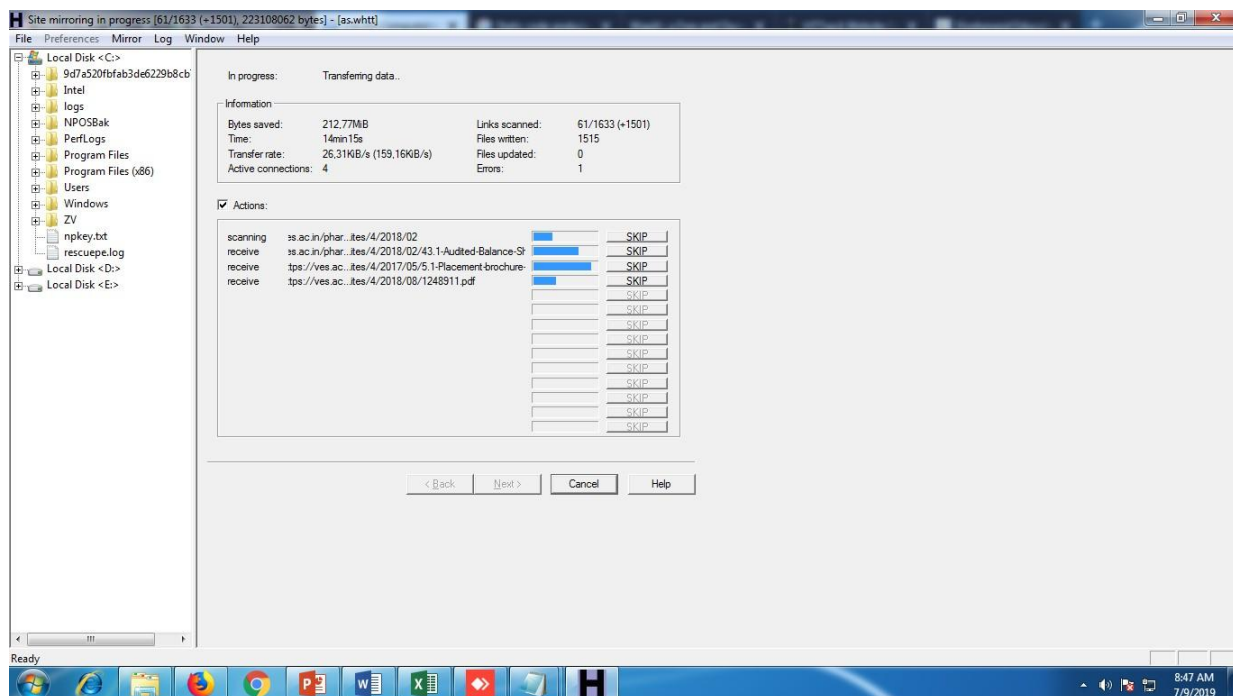 Site mirroring in progress [61/1633 (+1501), 223108062 bytes] - [as.whtt]
File Preferences Mirror Log Window Help
Local Disk <C:>
9d7a520fbfab3de6229b8cb
Intel
logs
NPOSBak
PerfLogs
Program Files
Program Files (x86)
Users
Windows
ZV
npkey.txt
rescuepe.log
Local Disk <D:>
Local Disk <E:>
In progress: Transferring data..
Information
Bytes saved: 212,77MiB Links scanned: 61/1633 (+1501)
Time: 14min15s Files written: 1515
Transfer rate: 26,31KiB/s (159,16KiB/s) Files updated: 0
Active connections: 4 Errors: 1
Actions:
scanning es.ac.in/phar...ites/4/2018/02 SKIP
receive es.ac.in/phar...ites/4/2018/02/43.1-Audited-Balance-Sh SKIP
receive tps://ves.ac...ites/4/2017/05/5.1-Placement-brochure- SKIP
receive tps://ves.ac...ites/4/2018/08/1248911.pdf SKIP
SKIP
SKIP
SKIP
SKIP
SKIP
SKIP
SKIP
SKIP
SKIP
SKIP
< Back Next > Cancel Help
Ready
8:47 AM
7/9/2019